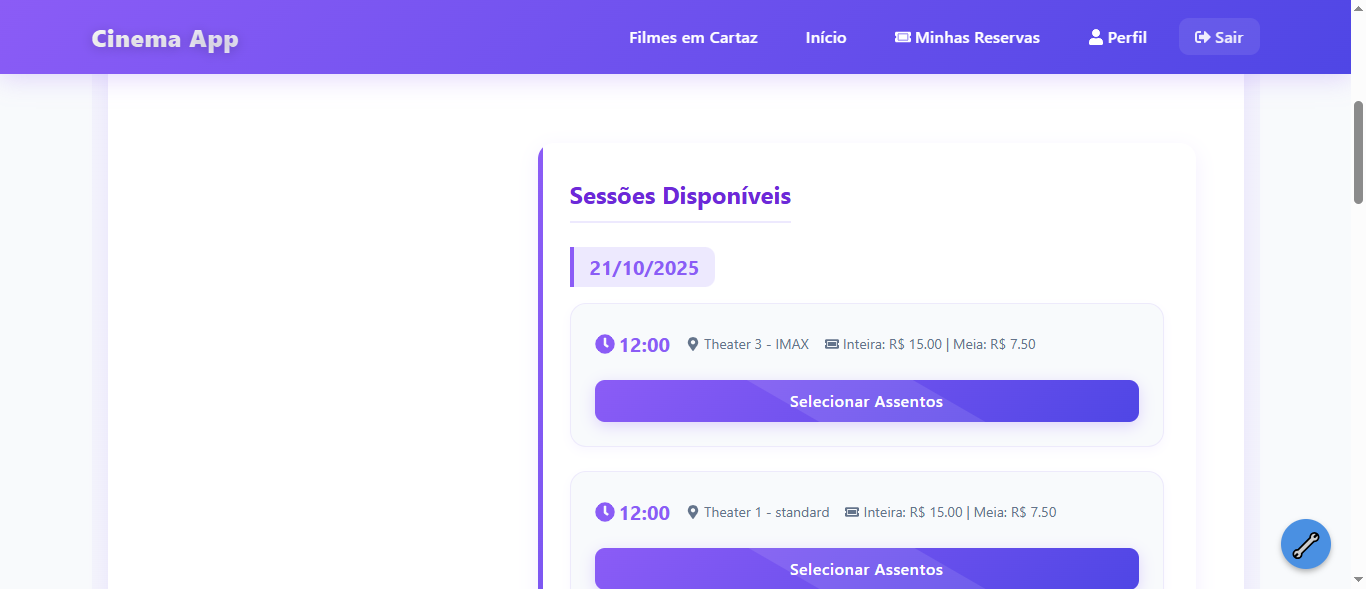 Cinema App
Filmes em Cartaz
Início
Minhas Reservas
Perfil
Sair
Sessões Disponíveis
21/10/2025
12:00 Theater 3 - IMAX Inteira: R$ 15.00 | Meia: R$ 7.50
Selecionar Assentos
12:00 Theater 1 - standard Inteira: R$ 15.00 | Meia: R$ 7.50
Selecionar Assentos